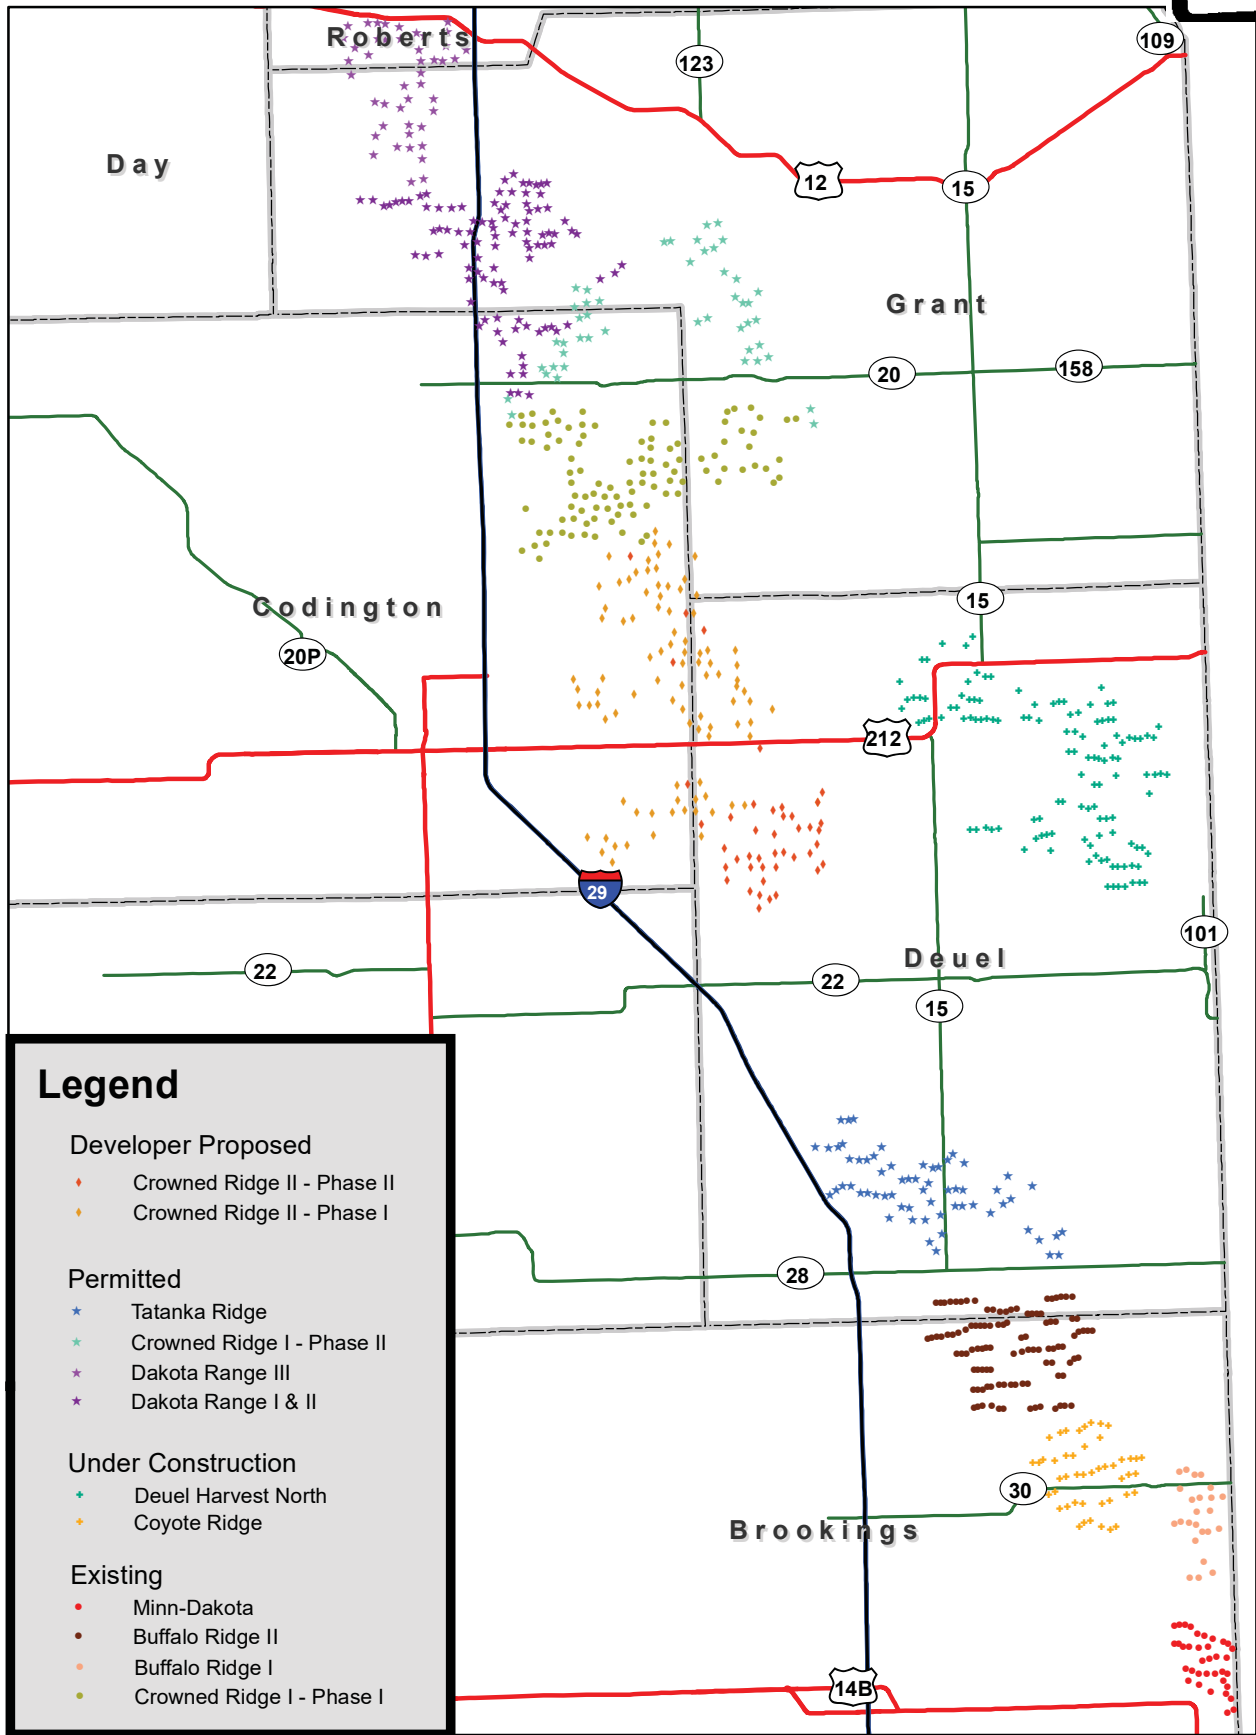 Roberts
109
123
Day
12
15
Grant
20
158
Codington
15
20P
212
29
101
Deuel
22
22
15
28
30
Brookings
14B
Legend
Developer Proposed
Crowned Ridge II - Phase II
Crowned Ridge II - Phase I
Permitted
Tatanka Ridge
Crowned Ridge I - Phase II
Dakota Range III
Dakota Range I & II
Under Construction
Deuel Harvest North
Coyote Ridge
Existing
Minn-Dakota
Buffalo Ridge II
Buffalo Ridge I
Crowned Ridge I - Phase I